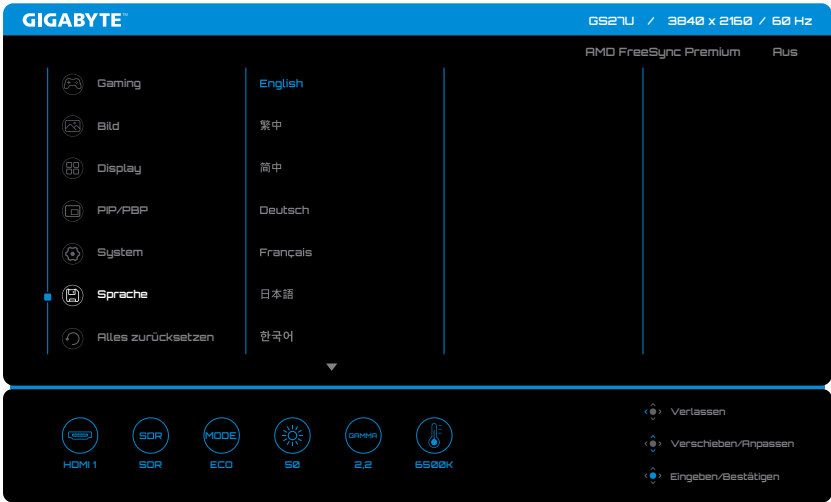 GIGABYTE™ GS27U / 3840 x 2160 / 60 Hz
AMD FreeSync Premium Aus
Gaming English
Bild 繁中
Display 简中
PIP/PBP Deutsch
System Français
Sprache 日本語
Alles zurücksetzen 한국어
Verlassen
SDR MODE GAMMA
Verschieben/Anpassen
HDMI 1 SDR ECO 50 2,2 6500K
Eingeben/Bestätigen